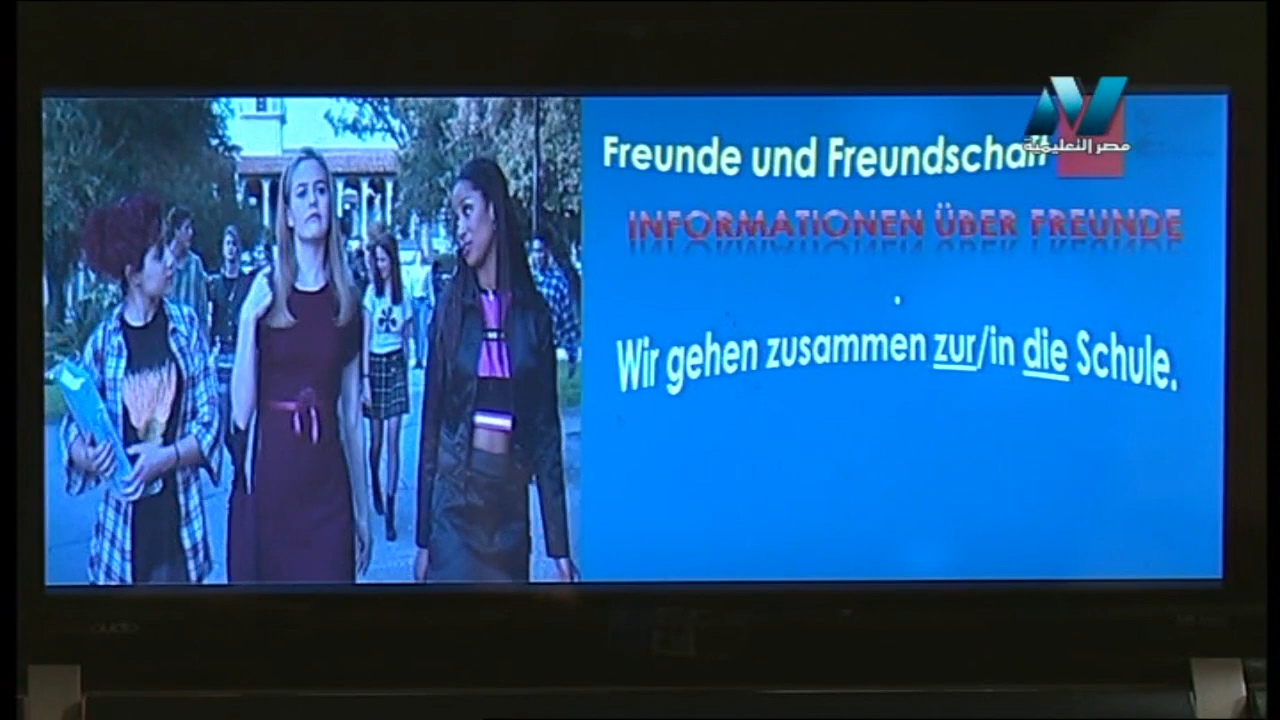 Freunde und Freundschaft
مصر التعليمية
INFORMATIONEN ÜBER FREUNDE
Wir gehen zusammen zur/in die Schule.